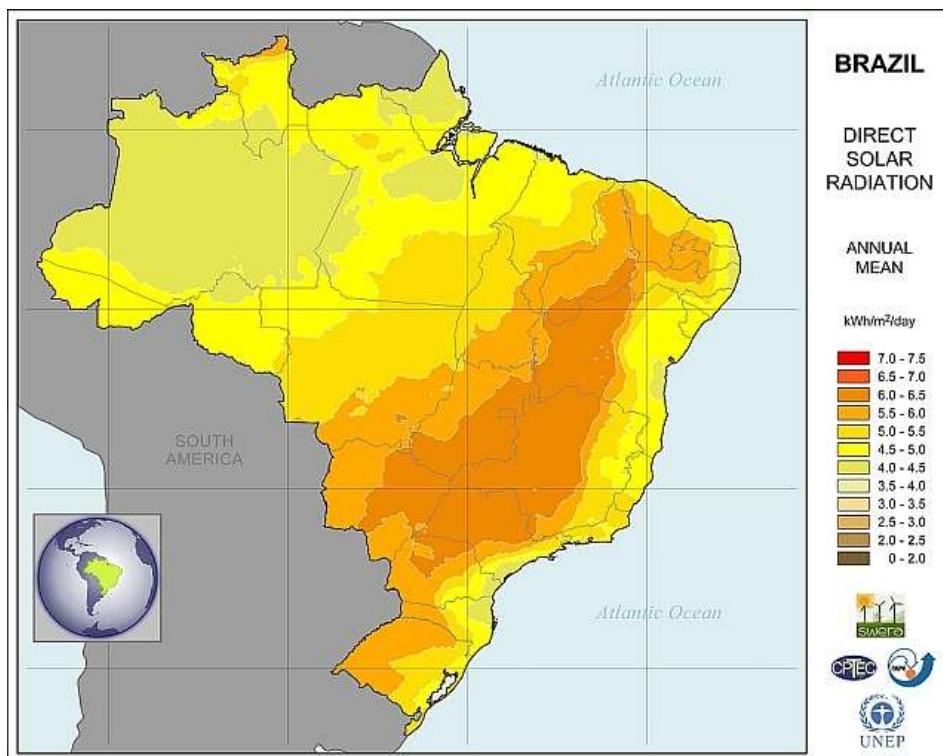 Atlantic Ocean
SOUTH
AMERICA
Atlantic Ocean
BRAZIL
DIRECT
SOLAR
RADIATION
ANNUAL
MEAN
kWh/m²/day
7.0 - 7.5
6.5 - 7.0
6.0 - 6.5
5.5 - 6.0
5.0 - 5.5
4.5 - 5.0
4.0 - 4.5
3.5 - 4.0
3.0 - 3.5
2.5 - 3.0
2.0 - 2.5
0 - 2.0
swera
CPTEC
UNEP